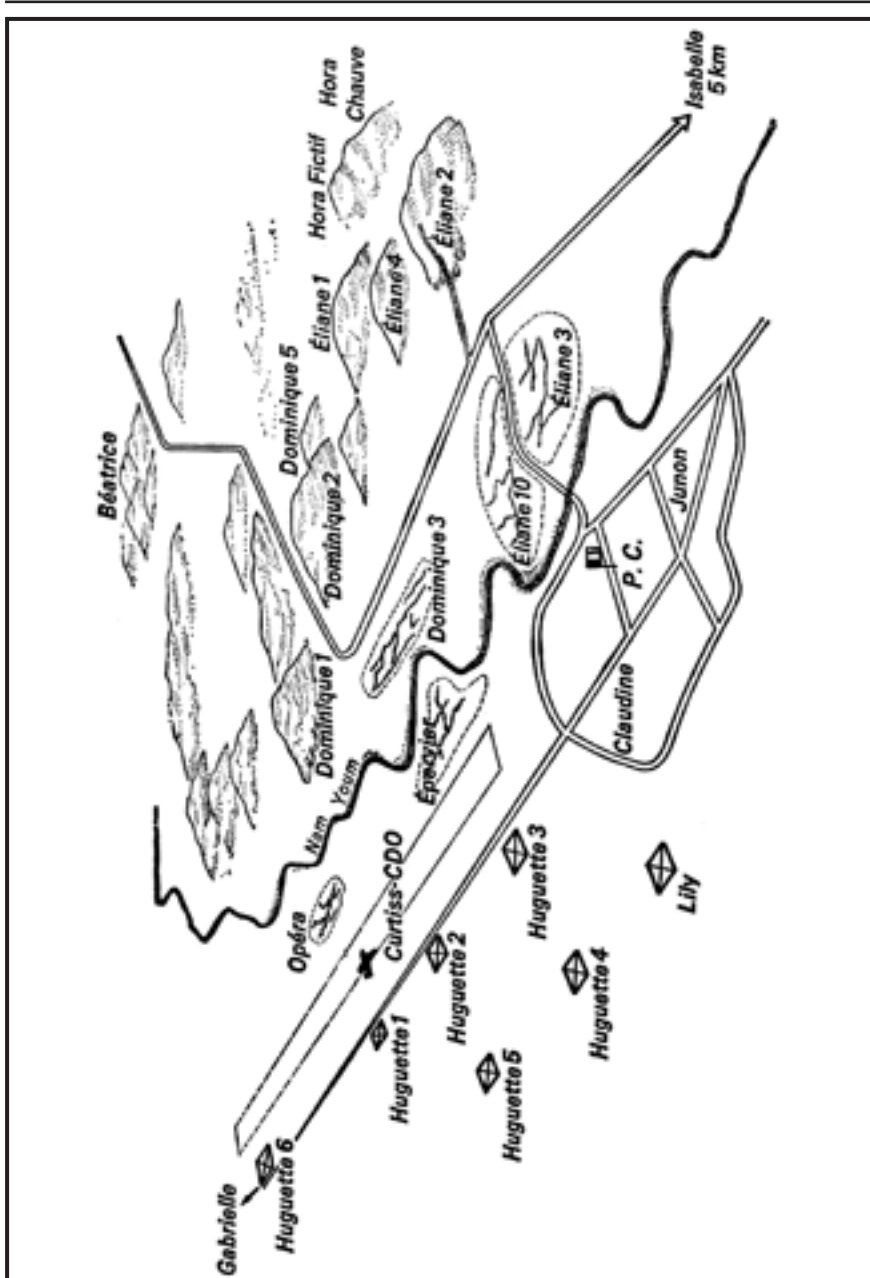 Béatrice
Gabrielle
Huguette 6
Opéra
Dominique 5
Hora Fictif
Hora
Chauve
Nam Youm
Dominique 1
Dominique 2
Éliane 1
Curtiss-CDO
Huguette 1
Éliane 4
Épervier
Dominique 3
Éliane 2
Huguette 2
Huguette 5
Éliane 10
Huguette 3
Éliane 3
Huguette 4
Claudine
P. C.
Junon
Lily
Isabelle
5 km